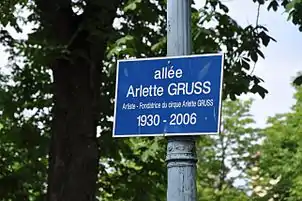 allée
Arlette GRUSS
Artiste - Fondatrice du cirque Arlette GRUSS
1930 - 2006